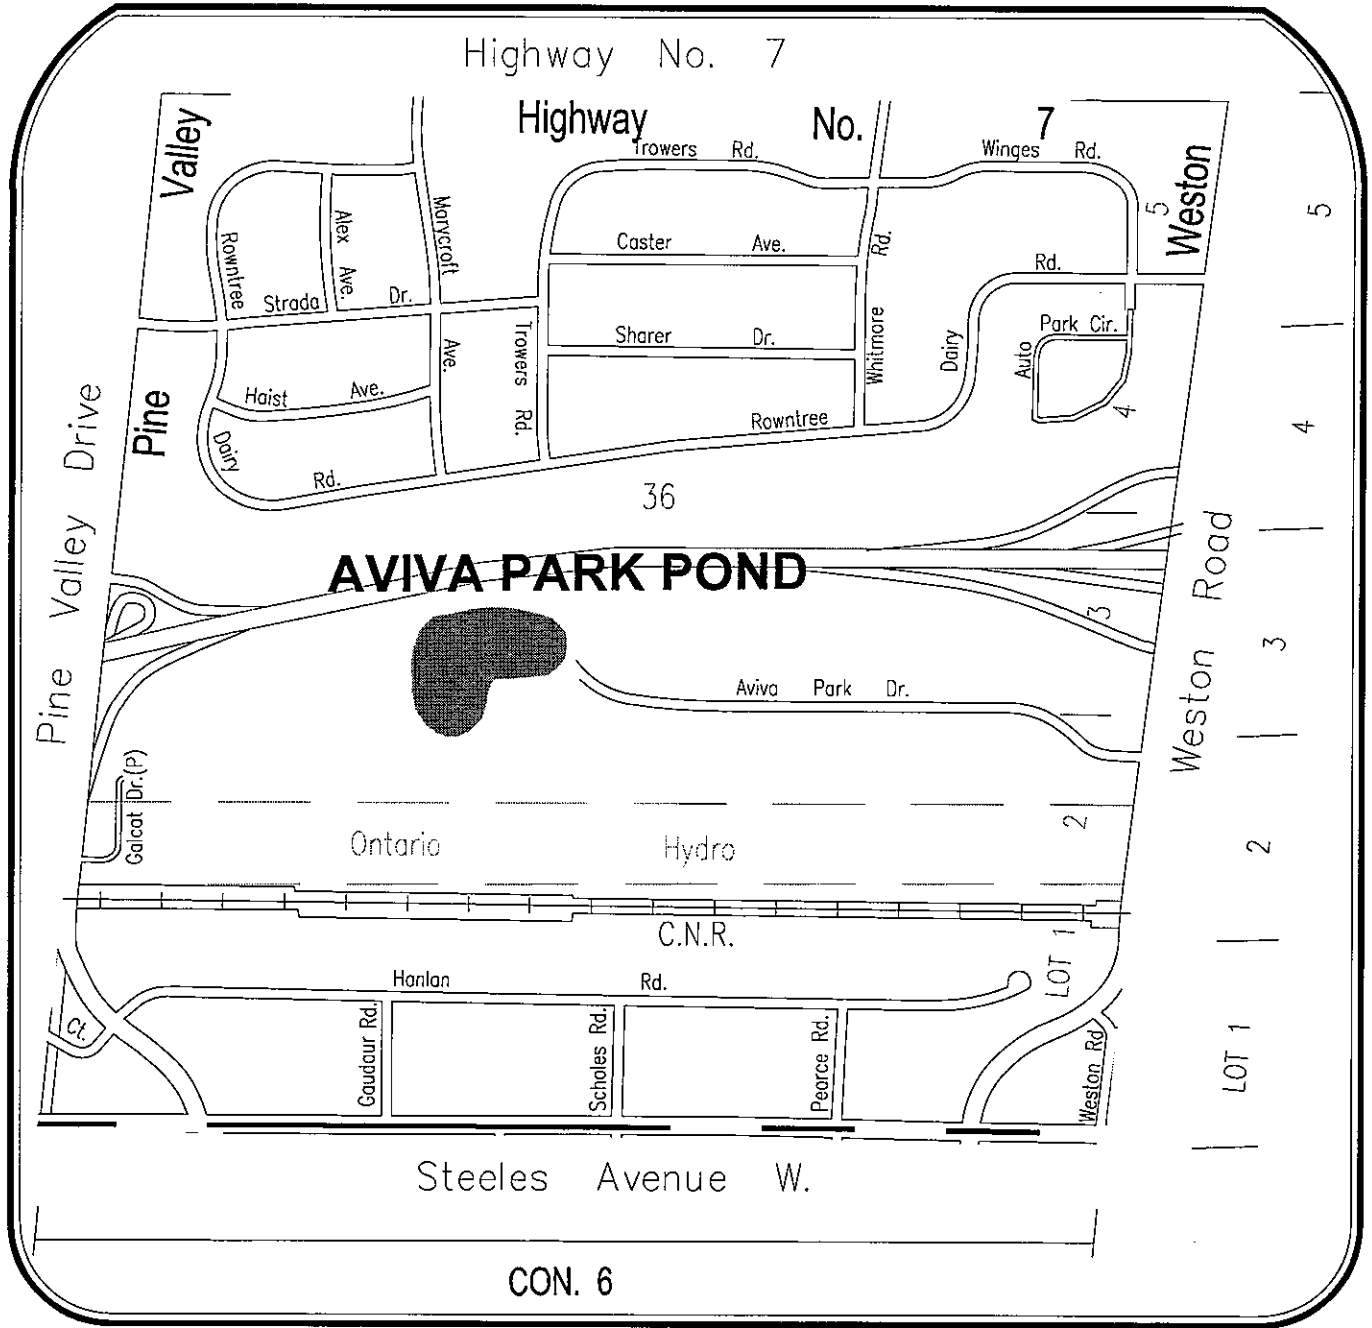 Highway No. 7
Highway No. 7
Valley
Pine
Pine Valley Drive
Weston
Weston Road
Trowers Rd.
Winges Rd.
Rowntree
Alex Ave.
Marycroft
Ave.
Strada Dr.
Caster Ave.
Rd.
Rd.
Sharer Dr.
Trowers Rd.
Whitmore
Dairy
Park Cir.
Auto
Haist Ave.
Rowntree
Dairy
Rd.
5
5
4
4
36
AVIVA PARK POND
3
3
Aviva Park Dr.
Galcat Dr.(P)
Ontario Hydro
2
2
C.N.R.
LOT 1
LOT 1
Hanlan Rd.
Ct.
Gaudaur Rd.
Scholes Rd.
Pearce Rd.
Weston Rd
Steeles Avenue W.
CON. 6